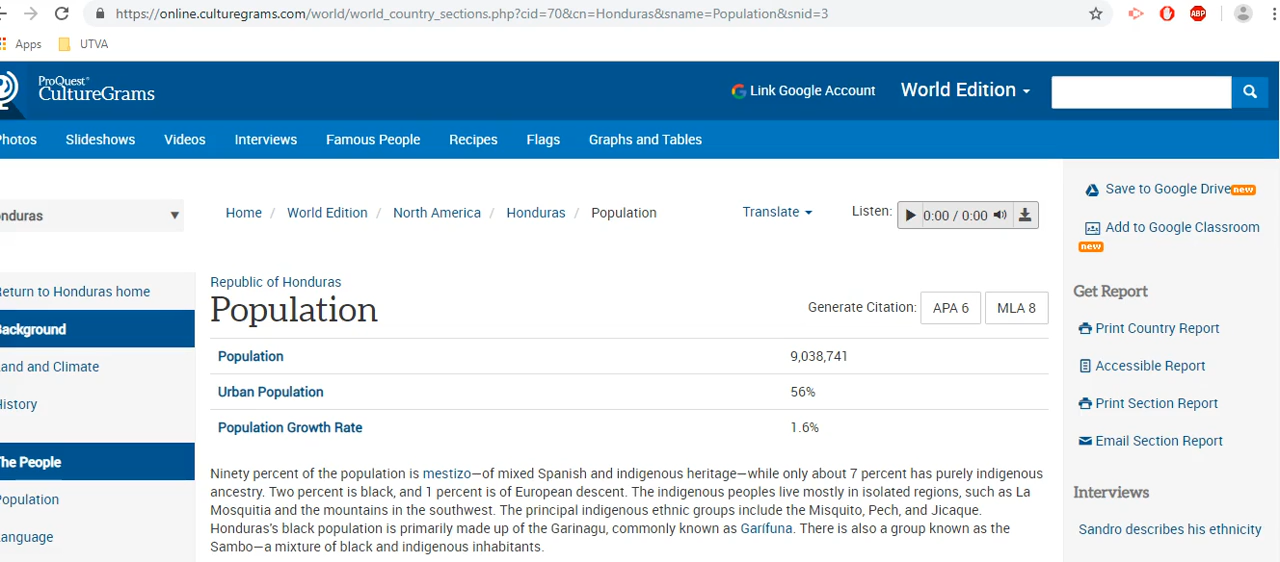 https://online.culturegrams.com/world/world_country_sections.php?cid=70&cn=Honduras&sname=Population&snid=3
ABP
Apps UTVA
ProQuest®
CultureGrams
Link Google Account World Edition
hotos Slideshows Videos Interviews Famous People Recipes Flags Graphs and Tables
Save to Google Drive new
onduras Home / World Edition / North America / Honduras / Population Translate Listen: 0:00 / 0:00
Add to Google Classroom
new
Republic of Honduras
eturn to Honduras home
Get Report
Population
Generate Citation: APA 6 MLA 8
ackground
Print Country Report
Population 9,038,741
and and Climate
Accessible Report
Urban Population 56%
istory
Print Section Report
Population Growth Rate 1.6%
Email Section Report
he People
Ninety percent of the population is mestizo—of mixed Spanish and indigenous heritage—while only about 7 percent has purely indigenous
ancestry. Two percent is black, and 1 percent is of European descent. The indigenous peoples live mostly in isolated regions, such as La
Mosquitia and the mountains in the southwest. The principal indigenous ethnic groups include the Misquito, Pech, and Jicaque.
Honduras's black population is primarily made up of the Garinagu, commonly known as Garífuna. There is also a group known as the
Sambo—a mixture of black and indigenous inhabitants.
opulation
anguage
Interviews
Sandro describes his ethnicity